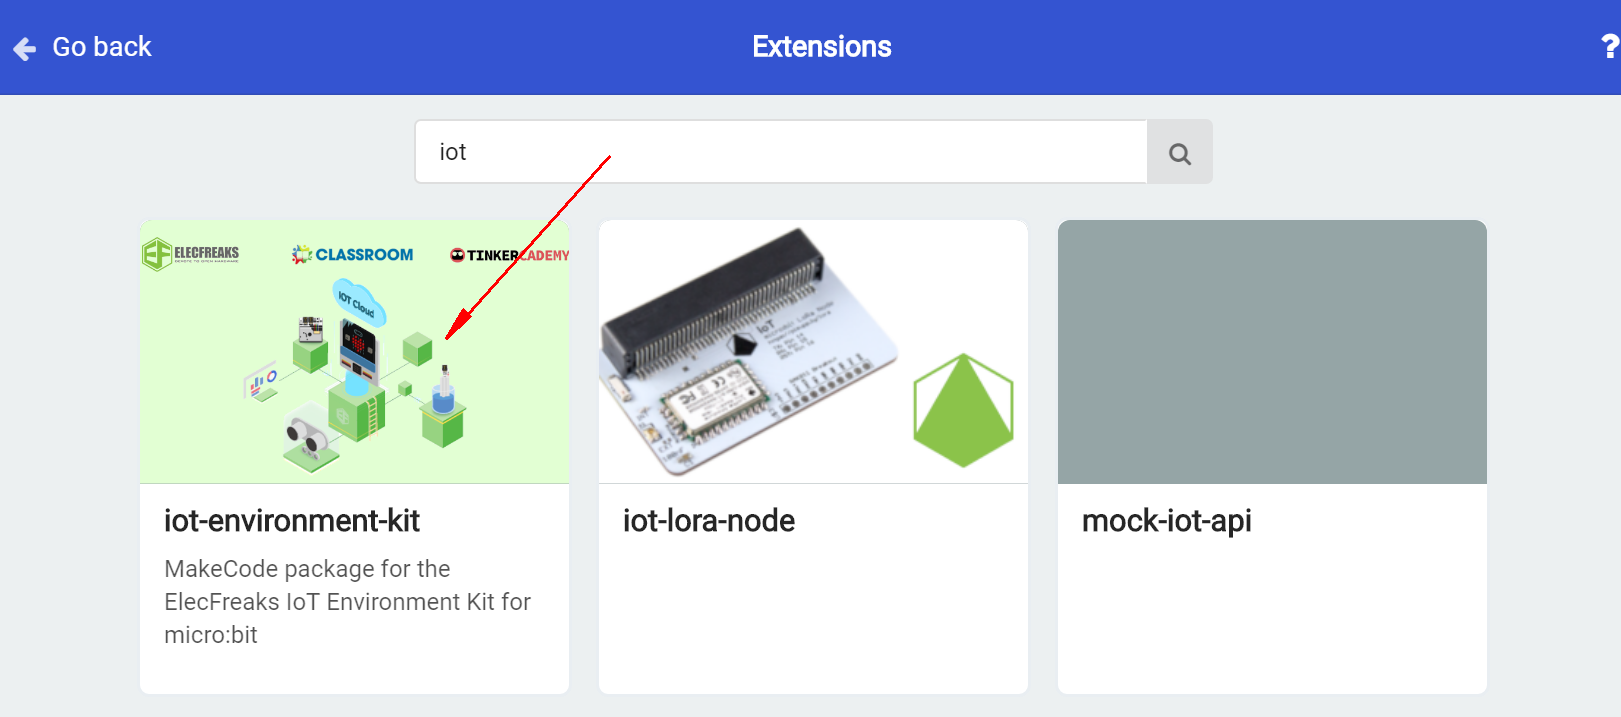 Go back
Extensions
?
iot
ELECFREAKS
CLASSROOM
TINKERCADEMY
IOT Cloud
IoT
iot-environment-kit
MakeCode package for the
ElecFreaks IoT Environment Kit for
micro:bit
iot-lora-node
mock-iot-api